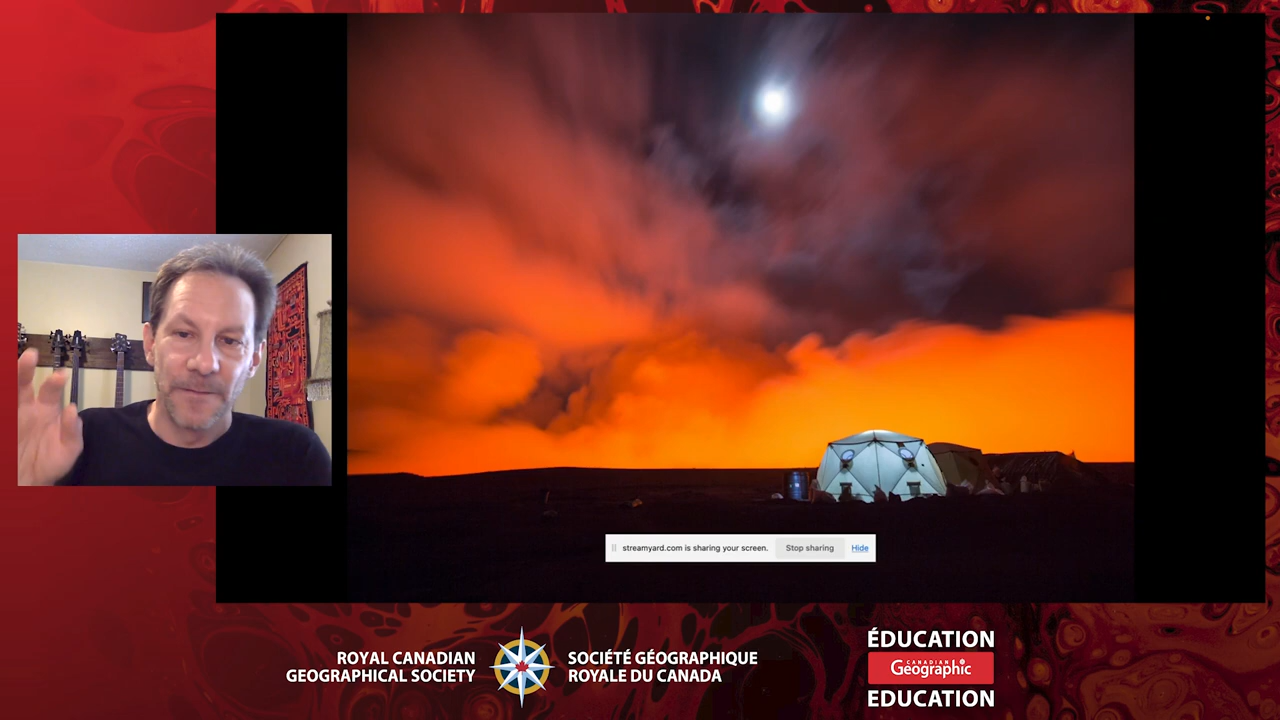 streamyard.com is sharing your screen.
Stop sharing
Hide
ROYAL CANADIAN
GEOGRAPHICAL SOCIETY
SOCIÉTÉ GÉOGRAPHIQUE
ROYALE DU CANADA
ÉDUCATION
CANADIAN
Geographic
EDUCATION